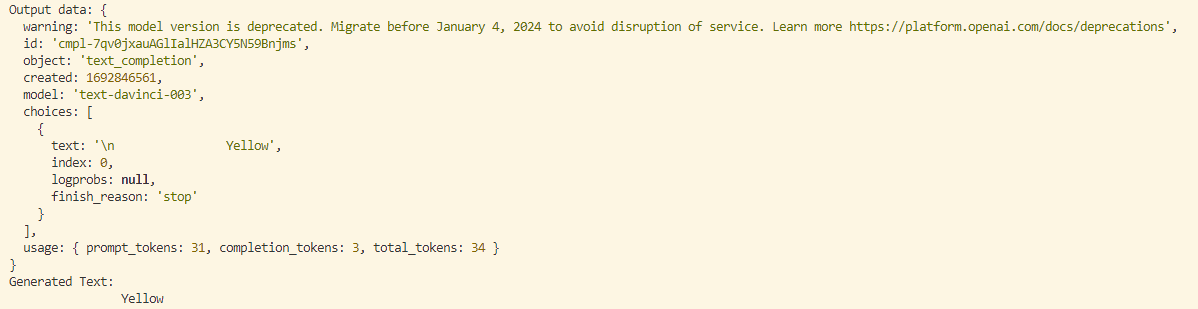 Output data: {
  warning: 'This model version is deprecated. Migrate before January 4, 2024 to avoid disruption of service. Learn more https://platform.openai.com/docs/deprecations',
  id: 'cmpl-7qv0jxauAGlIalHZA3CY5N59Bnjms',
  object: 'text_completion',
  created: 1692846561,
  model: 'text-davinci-003',
  choices: [
    {
      text: '\n                Yellow',
      index: 0,
      logprobs: null,
      finish_reason: 'stop'
    }
  ],
  usage: { prompt_tokens: 31, completion_tokens: 3, total_tokens: 34 }
}
Generated Text:
                Yellow